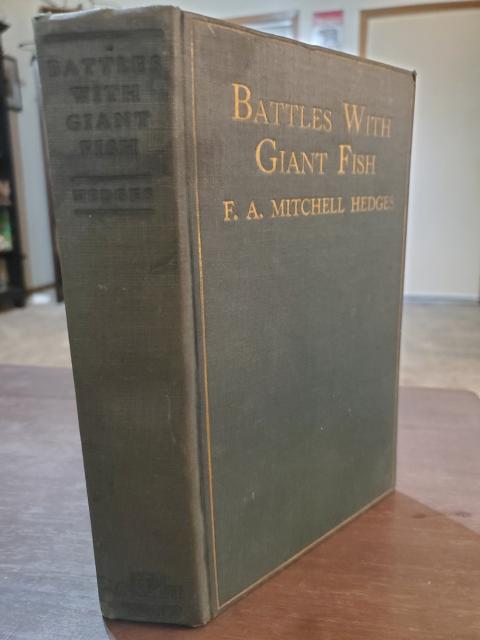 BATTLES
WITH
GIANT
FISH
HEDGES
BATTLES WITH
GIANT FISH
F. A. MITCHELL HEDGES